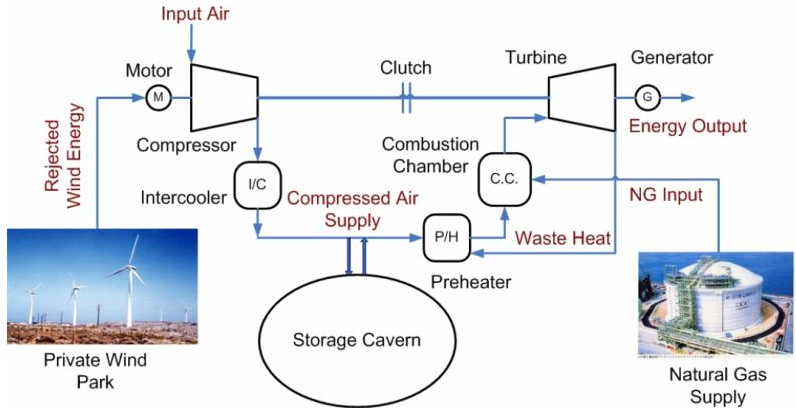 Input Air
Motor
M
Compressor
Rejected
Wind Energy
Clutch
Turbine
Generator
G
Energy Output
Combustion
Chamber
C.C.
Intercooler
I/C
Compressed Air
Supply
NG Input
P/H
Waste Heat
Preheater
Storage Cavern
Private Wind
Park
Natural Gas
Supply